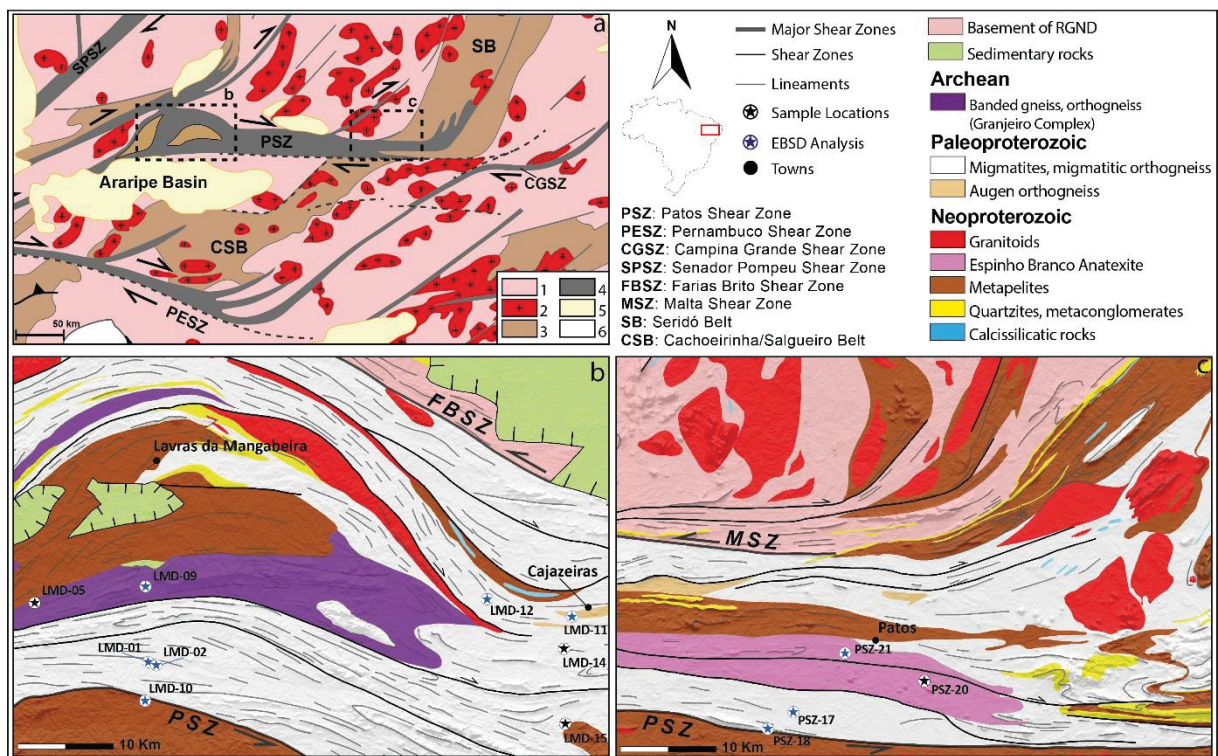 a
SPSZ
SB
b
c
PSZ
Araripe Basin
CGSZ
CSB
PESZ
50 km
1 4
2 5
3 6
N
Major Shear Zones
Shear Zones
Lineaments
Sample Locations
EBSD Analysis
Towns
PSZ: Patos Shear Zone
PESZ: Pernambuco Shear Zone
CGSZ: Campina Grande Shear Zone
SPSZ: Senador Pompeu Shear Zone
FBSZ: Farias Brito Shear Zone
MSZ: Malta Shear Zone
SB: Seridó Belt
CSB: Cachoeirinha/Salgueiro Belt
Basement of RGND
Sedimentary rocks
Archean
Banded gneiss, orthogneiss
(Granjeiro Complex)
Paleoproterozoic
Migmatites, migmatitic orthogneiss
Augen orthogneiss
Neoproterozoic
Granitoids
Espinho Branco Anatexite
Metapelites
Quartzites, metaconglomerates
Calcissilicatic rocks
b
FBSZ
Lavras da Mangabeira
Cajazeiras
LMD-05
LMD-09
LMD-12
LMD-11
LMD-01
LMD-02
LMD-14
LMD-10
PSZ
LMD-15
10 Km
c
MSZ
Patos
PSZ-21
PSZ-20
PSZ-17
PSZ-18
PSZ
10 Km